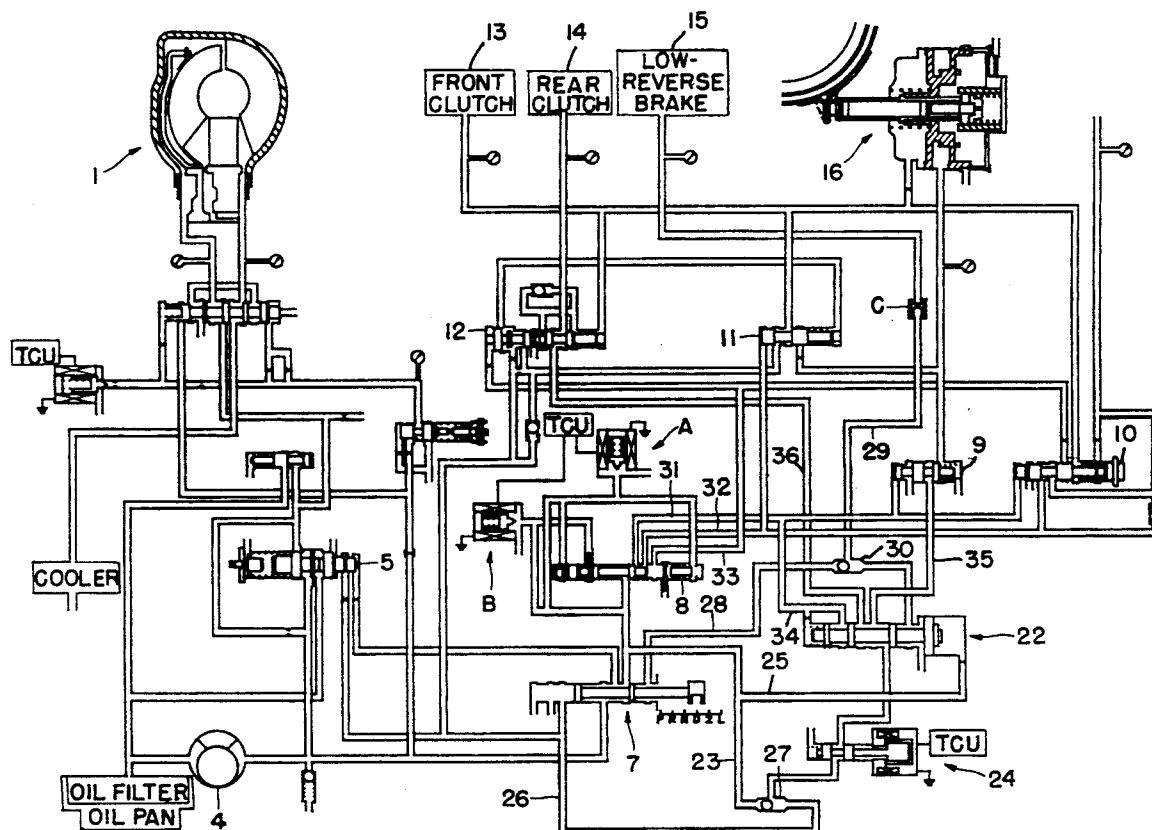 13
14
15
FRONT
CLUTCH
REAR
CLUTCH
LOW-
REVERSE
BRAKE
1
16
12
11
C
TCU
TCU
A
31
36
29
9
10
32
B
5
33
8
30
35
COOLER
28
34
22
25
PRNDSL
7
23
27
TCU
24
OIL FILTER
OIL PAN
4
26